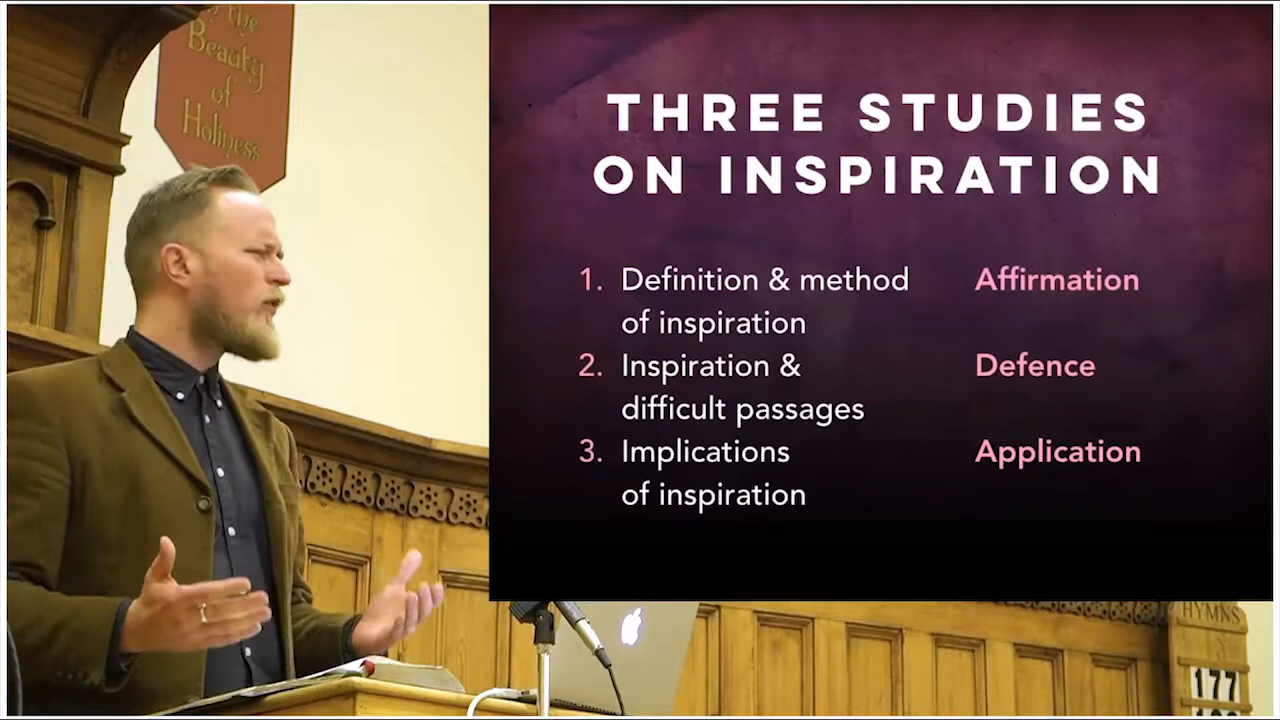 the
Beauty
of
Holiness
THREE STUDIES
ON INSPIRATION
1. Definition & method Affirmation
of inspiration
2. Inspiration & Defence
difficult passages
3. Implications Application
of inspiration
HYMNS
177